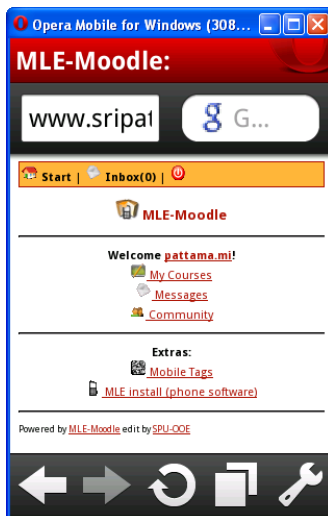 Opera Mobile for Windows (308...
MLE-Moodle:
www.sripat
G...
Start | Inbox(0) |
MLE-Moodle
Welcome pattama.mi!
My Courses
Messages
Community
Extras:
Mobile Tags
MLE install (phone software)
Powered by MLE-Moodle edit by SPU-OOE